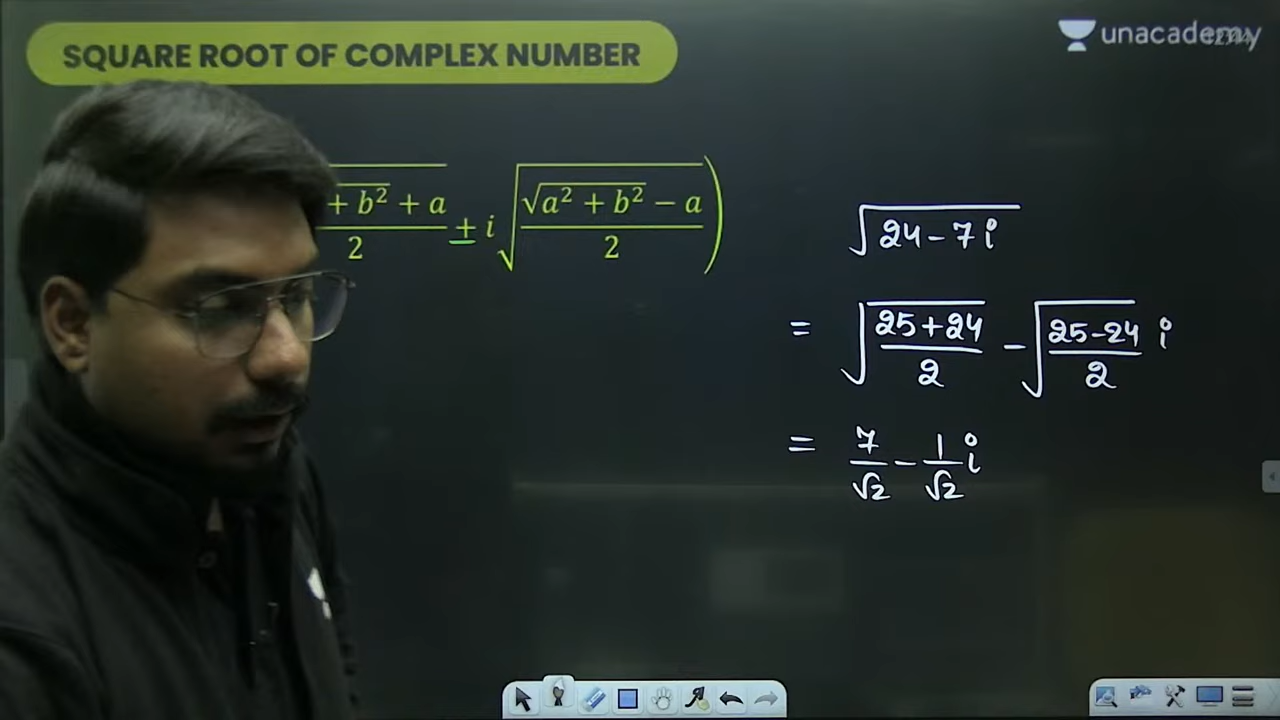 SQUARE ROOT OF COMPLEX NUMBER
unacademy
+ b² + a / 2 ± i √((√(a² + b²) − a) / 2) )
√(24 − 7i)
= √((25 + 24) / 2) − √((25 − 24) / 2) i
= 7/√2 − 1/√2 i